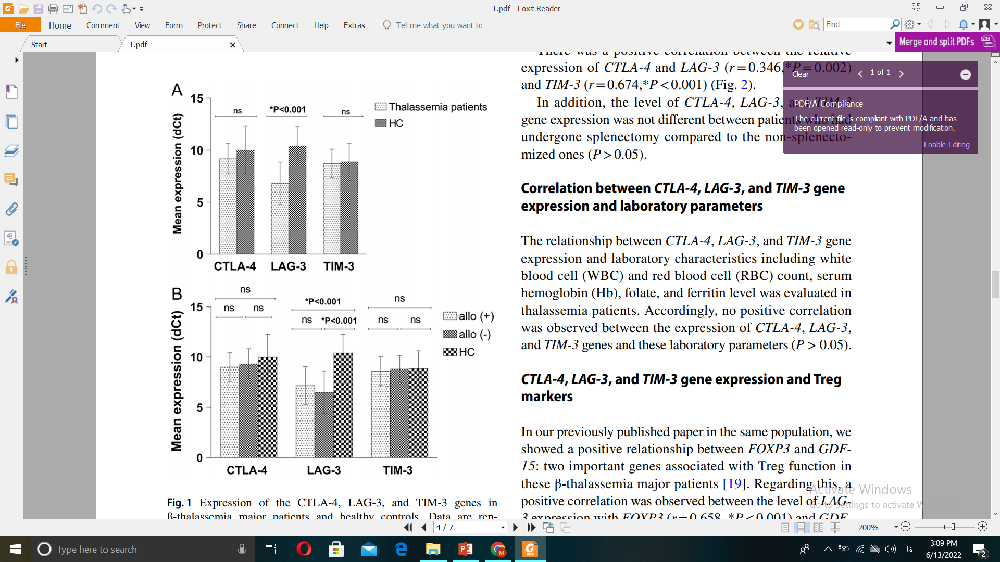 1.pdf - Foxit Reader
File Home Comment View Form Protect Share Connect Help Extras Tell me what you want to
Find
Start
1.pdf
Merge and split PDFs
A
15
10
5
0
Mean expression (dCt)
ns
*P<0.001
ns
Thalassemia patients
HC
CTLA-4 LAG-3 TIM-3
B
15
10
5
0
Mean expression (dCt)
ns
ns ns
*P<0.001
ns *P<0.001
ns
ns ns
allo (+)
allo (-)
HC
CTLA-4 LAG-3 TIM-3
Fig. 1 Expression of the CTLA-4, LAG-3, and TIM-3 genes in
β-thalassemia major patients and healthy controls. Data are rep-
There was a positive correlation between the relative
expression of CTLA-4 and LAG-3 (r = 0.346,*P = 0.002)
and TIM-3 (r = 0.674,*P < 0.001) (Fig. 2).
In addition, the level of CTLA-4, LAG-3, and TIM-3
gene expression was not different between patients who had
undergone splenectomy compared to the non-splenecto-
mized ones (P > 0.05).
Correlation between CTLA-4, LAG-3, and TIM-3 gene
expression and laboratory parameters
The relationship between CTLA-4, LAG-3, and TIM-3 gene
expression and laboratory characteristics including white
blood cell (WBC) and red blood cell (RBC) count, serum
hemoglobin (Hb), folate, and ferritin level was evaluated in
thalassemia patients. Accordingly, no positive correlation
was observed between the expression of CTLA-4, LAG-3,
and TIM-3 genes and these laboratory parameters (P > 0.05).
CTLA-4, LAG-3, and TIM-3 gene expression and Treg
markers
In our previously published paper in the same population, we
showed a positive relationship between FOXP3 and GDF-
15: two important genes associated with Treg function in
these β-thalassemia major patients [19]. Regarding this, a
positive correlation was observed between the level of LAG-
3 expression with FOXP3 (r = 0.658, *P < 0.001) and GDF-
Clear
1 of 1
PDF/A Compliance
The current file is compliant with PDF/A and has
been opened read-only to prevent modification.
Enable Editing
Activate Windows
Go to Settings to activate
4 / 7
200%
Type here to search
فا
3:09 PM
6/13/2022
2